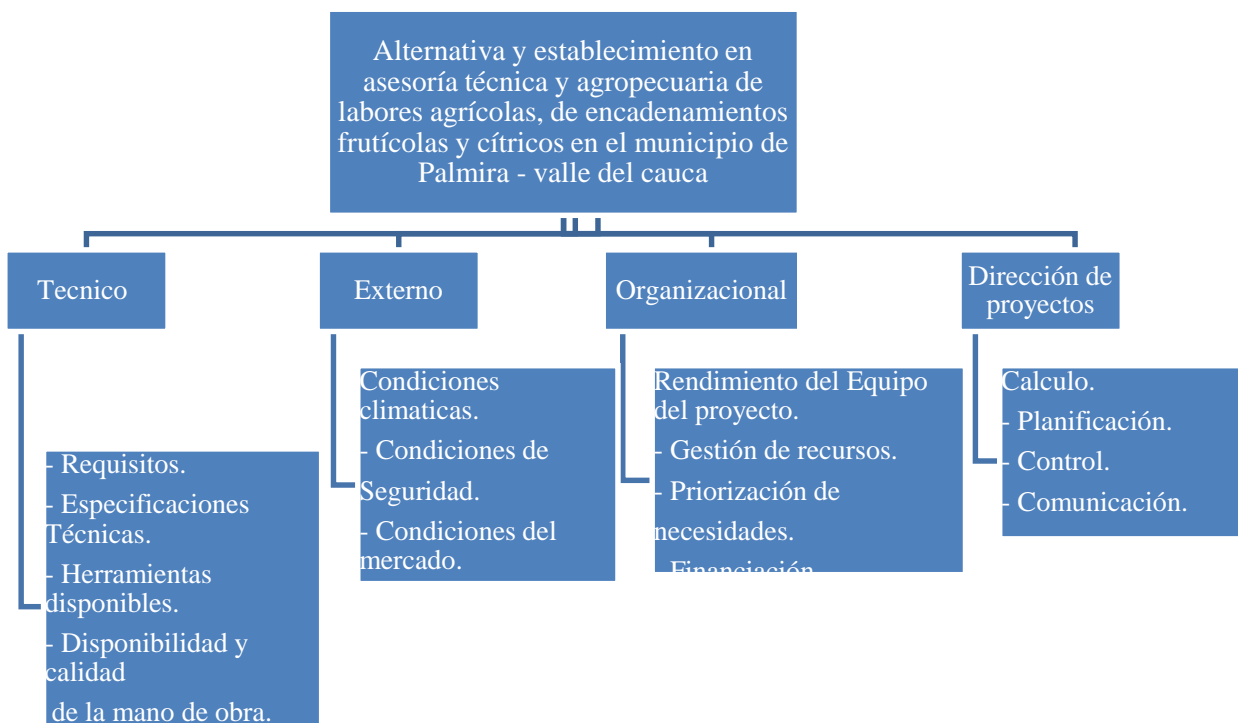 Alternativa y establecimiento en
asesoría técnica y agropecuaria de
labores agrícolas, de encadenamientos
frutícolas y cítricos en el municipio de
Palmira - valle del cauca
Tecnico
- Requisitos.
- Especificaciones
Técnicas.
- Herramientas
disponibles.
- Disponibilidad y
calidad
de la mano de obra.
Externo
Condiciones
climaticas.
- Condiciones de
Seguridad.
- Condiciones del
mercado.
Organizacional
Rendimiento del Equipo
del proyecto.
- Gestión de recursos.
- Priorización de
necesidades.
- Financiación
Dirección de
proyectos
Calculo.
- Planificación.
- Control.
- Comunicación.